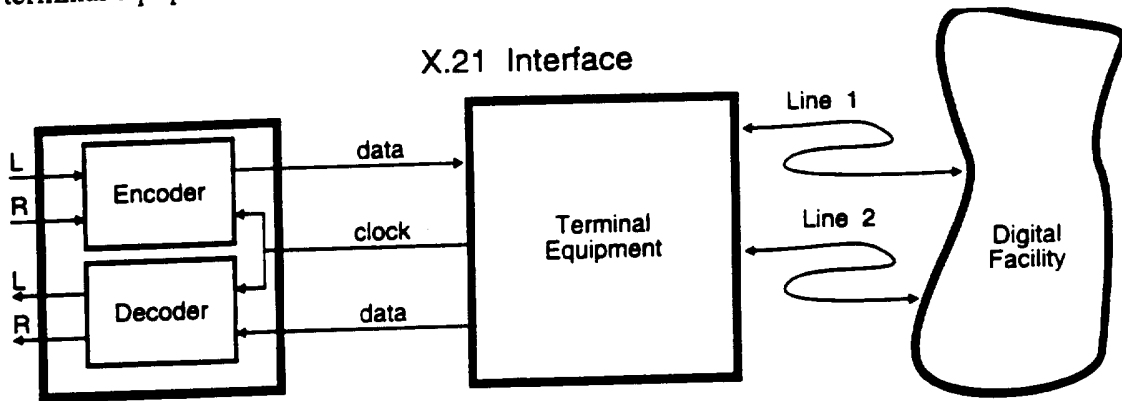 X.21 Interface
Line 1
L
data
Encoder
R
Terminal
Equipment
clock
Line 2
Digital
Facility
L
Decoder
data
R